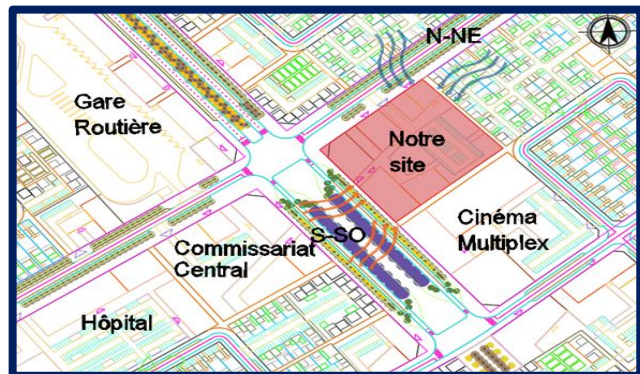 N-NE
Gare
Routière
Notre
site
S-SO
Cinéma
Multiplex
Commissariat
Central
Hôpital